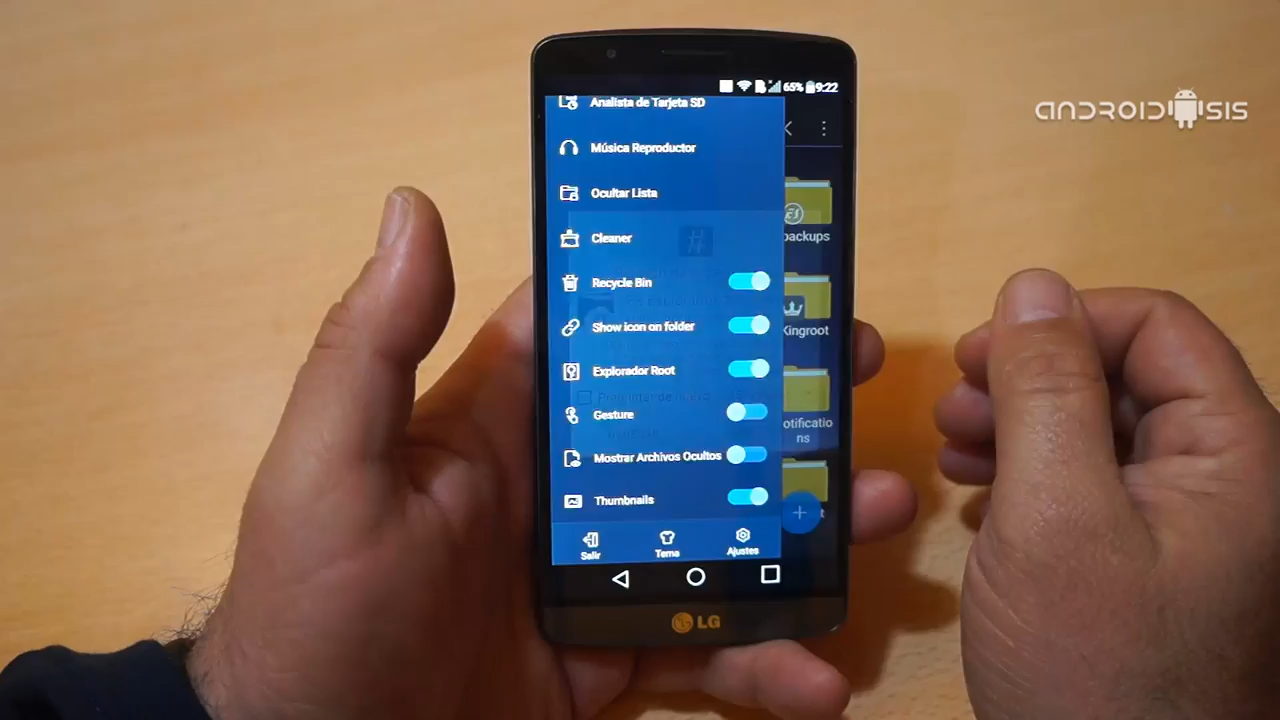 65% 9:22
ANDROIDSIS
Analista de Tarjeta SD
Música Reproductor
Ocultar Lista
Cleaner
Recycle Bin
Show icon on folder
Explorador Root
Gesture
Mostrar Archivos Ocultos
Thumbnails
Salir
Tema
Ajustes
backups
Kingroot
otificatio
ns
t
LG